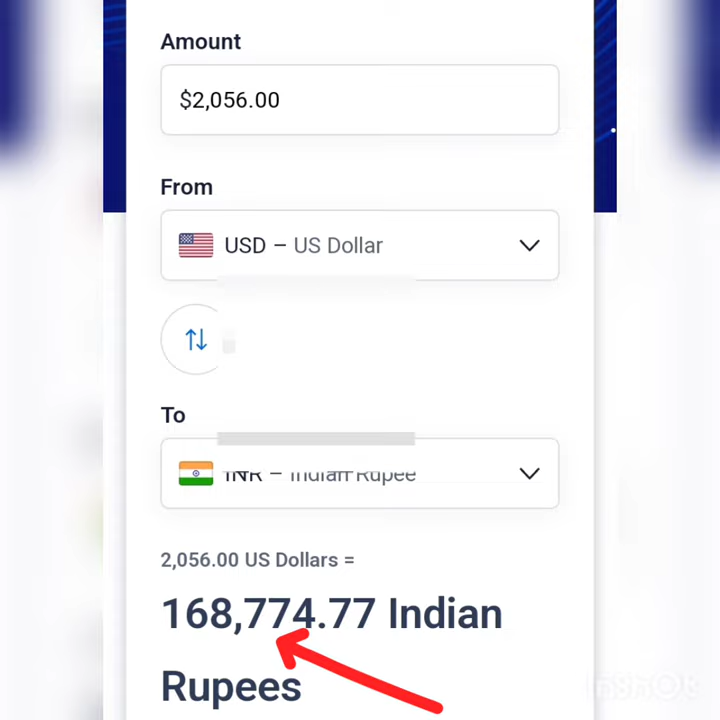 Amount
$2,056.00
From
USD – US Dollar
To
INR – Indian Rupee
2,056.00 US Dollars =
168,774.77 Indian
Rupees